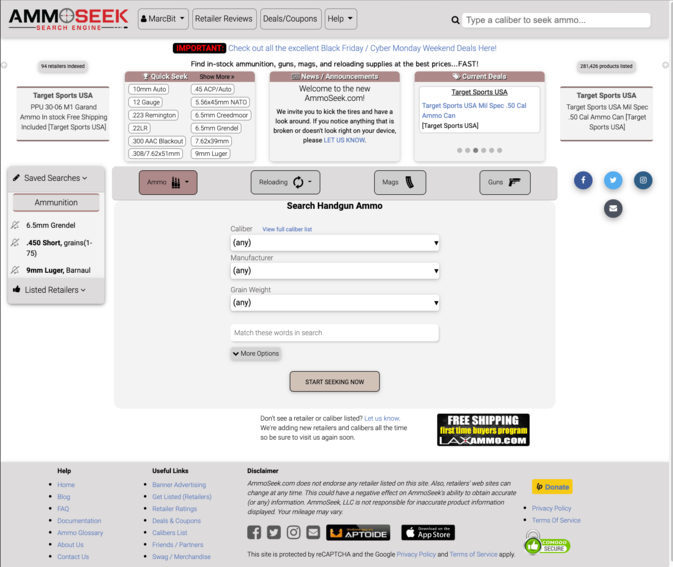 AMMOSEEK
SEARCH ENGINE
MarcBit
Retailer Reviews
Deals/Coupons
Help
Type a caliber to seek ammo...
IMPORTANT: Check out all the excellent Black Friday / Cyber Monday Weekend Deals Here!
Find in-stock ammunition, guns, mags, and reloading supplies at the best prices...FAST!
94 retailers indexed
281,426 products listed
Target Sports USA
PPU 30-06 M1 Garand
Ammo In stock Free Shipping
Included [Target Sports USA]
Quick Seek
Show More »
10mm Auto
45 ACP/Auto
12 Gauge
5.56x45mm NATO
223 Remington
6.5mm Creedmoor
22LR
6.5mm Grendel
.300 AAC Blackout
7.62x39mm
.308/7.62x51mm
9mm Luger
News / Announcements
Welcome to the new
AmmoSeek.com!
We invite you to kick the tires and have a
look around. If you notice anything that is
broken or doesn't look right on your device,
please LET US KNOW.
Current Deals
Target Sports USA
Target Sports USA Mil Spec .50 Cal
Ammo Can
[Target Sports USA]
Target Sports USA
Target Sports USA Mil Spec
.50 Cal Ammo Can [Target
Sports USA]
Saved Searches
Ammunition
6.5mm Grendel
.450 Short, grains(1-
75)
9mm Luger, Barnaul
Listed Retailers
Ammo
Reloading
Mags
Guns
Search Handgun Ammo
Caliber
View full caliber list
(any)
Manufacturer
(any)
Grain Weight
(any)
Match these words in search
More Options
START SEEKING NOW
Don't see a retailer or caliber listed? Let us know.
We're adding new retailers and calibers all the time
so be sure to visit us again soon.
FREE SHIPPING
first time buyers program
LAXAMMO.COM
Help
Home
Blog
FAQ
Documentation
Ammo Glossary
About Us
Contact Us
Useful Links
Banner Advertising
Get Listed (Retailers)
Retailer Ratings
Deals & Coupons
Calibers List
Friends / Partners
Swag / Merchandise
Disclaimer
AmmoSeek.com does not endorse any retailer listed on this site. Also, retailers' web sites can
change at any time. This could have a negative effect on AmmoSeek's ability to obtain accurate
(or any) information. AmmoSeek, LLC is not responsible for inaccurate product information
displayed. Your mileage may vary.
APTOIDE
Download on the
App Store
This site is protected by reCAPTCHA and the Google Privacy Policy and Terms of Service apply.
Donate
Privacy Policy
Terms Of Service
COMODO
SECURE